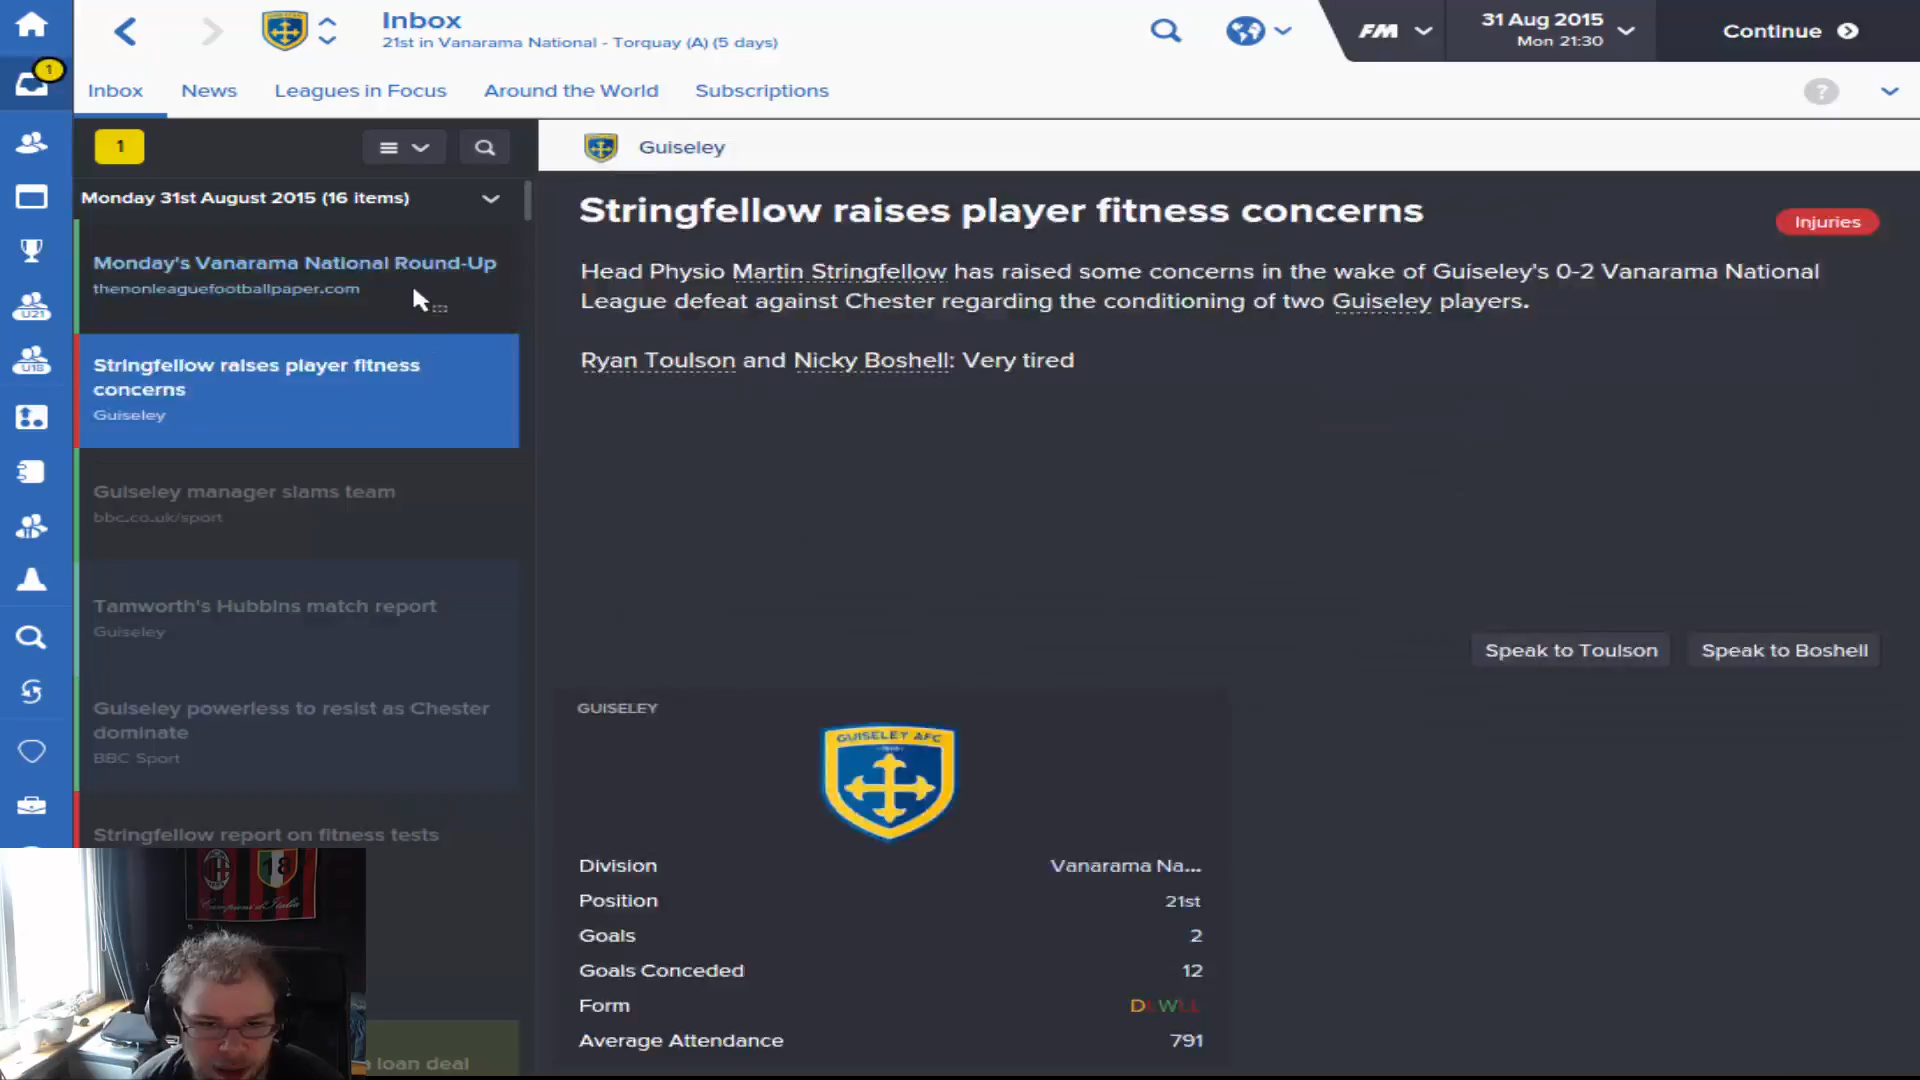 Inbox
21st in Vanarama National - Torquay (A) (5 days)
FM
31 Aug 2015
Mon 21:30
Continue
1
Inbox
News
Leagues in Focus
Around the World
Subscriptions
?
1
Monday 31st August 2015 (16 items)
Monday's Vanarama National Round-Up
thenonleaguefootballpaper.com
Stringfellow raises player fitness
concerns
Guiseley
Guiseley manager slams team
bbc.co.uk/sport
Tamworth's Hubbins match report
Guiseley
Guiseley powerless to resist as Chester
dominate
BBC Sport
Stringfellow report on fitness tests
loan deal
U21
U18
Guiseley
Stringfellow raises player fitness concerns
Injuries
Head Physio Martin Stringfellow has raised some concerns in the wake of Guiseley's 0-2 Vanarama National
League defeat against Chester regarding the conditioning of two Guiseley players.
Ryan Toulson and Nicky Boshell: Very tired
Speak to Toulson
Speak to Boshell
GUISELEY
GUISELEY AFC
Division Vanarama Na...
Position 21st
Goals 2
Goals Conceded 12
Form DLWLL
Average Attendance 791
18
Campioni d'Italia